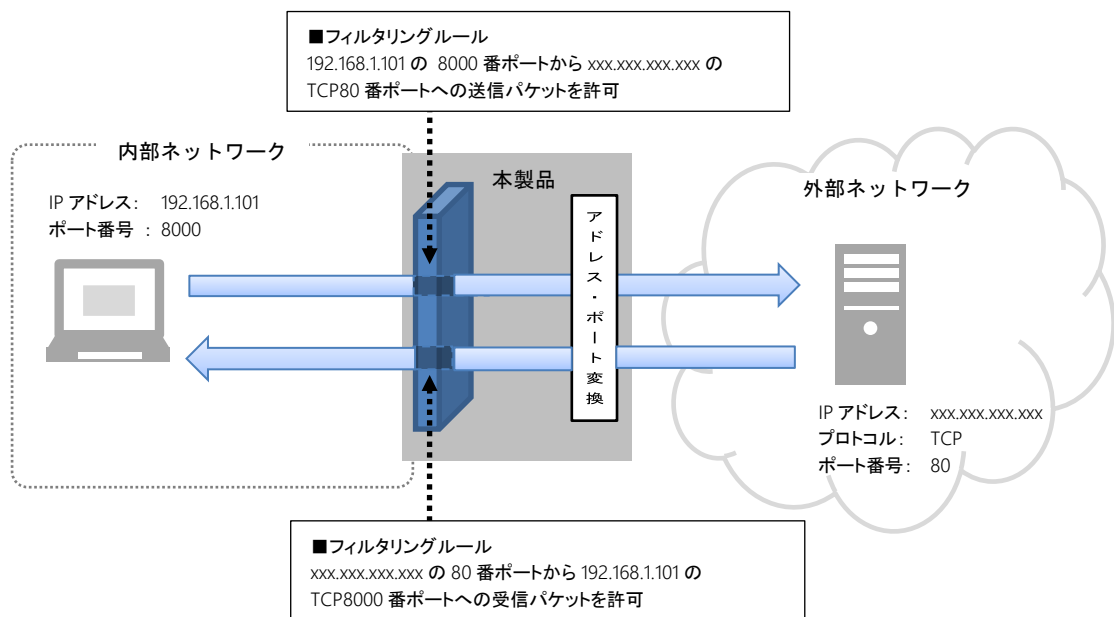 ■フィルタリングルール
192.168.1.101 の 8000 番ポートから xxx.xxx.xxx.xxx の
TCP80 番ポートへの送信パケットを許可
内部ネットワーク
IP アドレス： 192.168.1.101
ポート番号 ： 8000
本製品
アドレス・ポート変換
外部ネットワーク
IP アドレス： xxx.xxx.xxx.xxx
プロトコル： TCP
ポート番号： 80
■フィルタリングルール
xxx.xxx.xxx.xxx の 80 番ポートから 192.168.1.101 の
TCP8000 番ポートへの受信パケットを許可